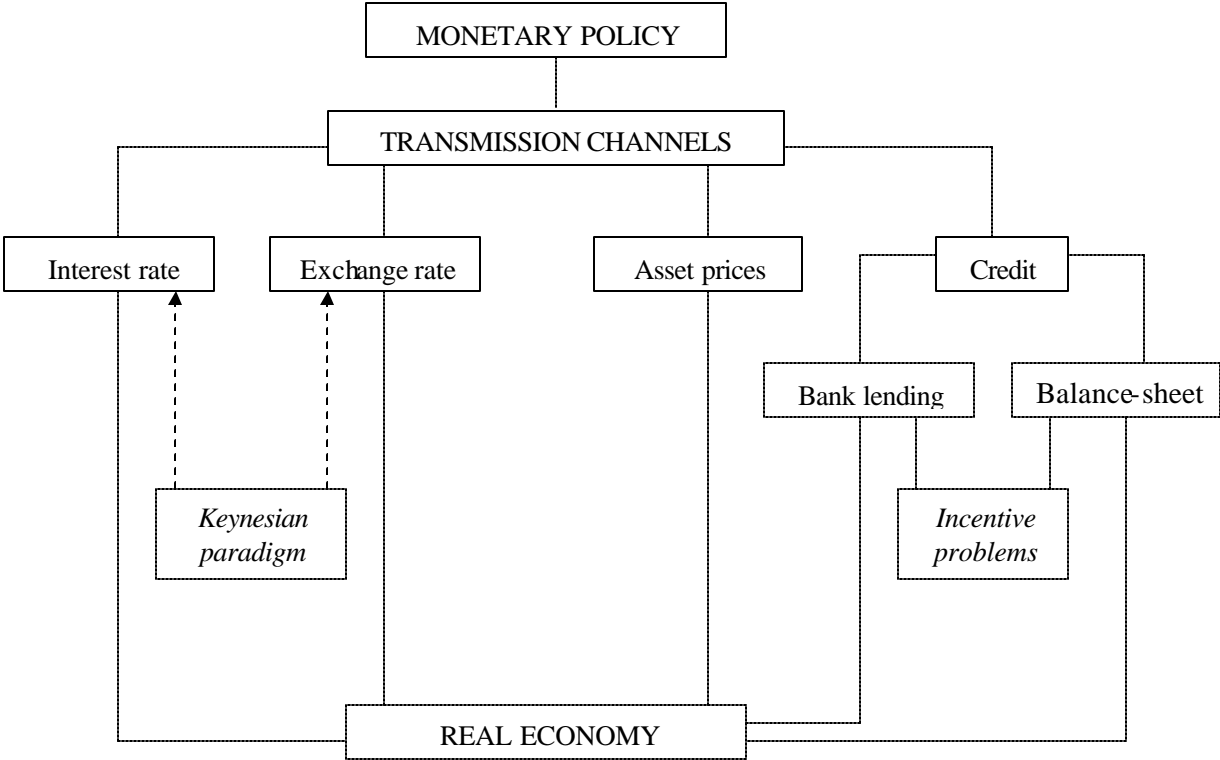 MONETARY POLICY
TRANSMISSION CHANNELS
Interest rate
Exchange rate
Asset prices
Credit
Bank lending
Balance-sheet
Keynesian
paradigm
Incentive
problems
REAL ECONOMY